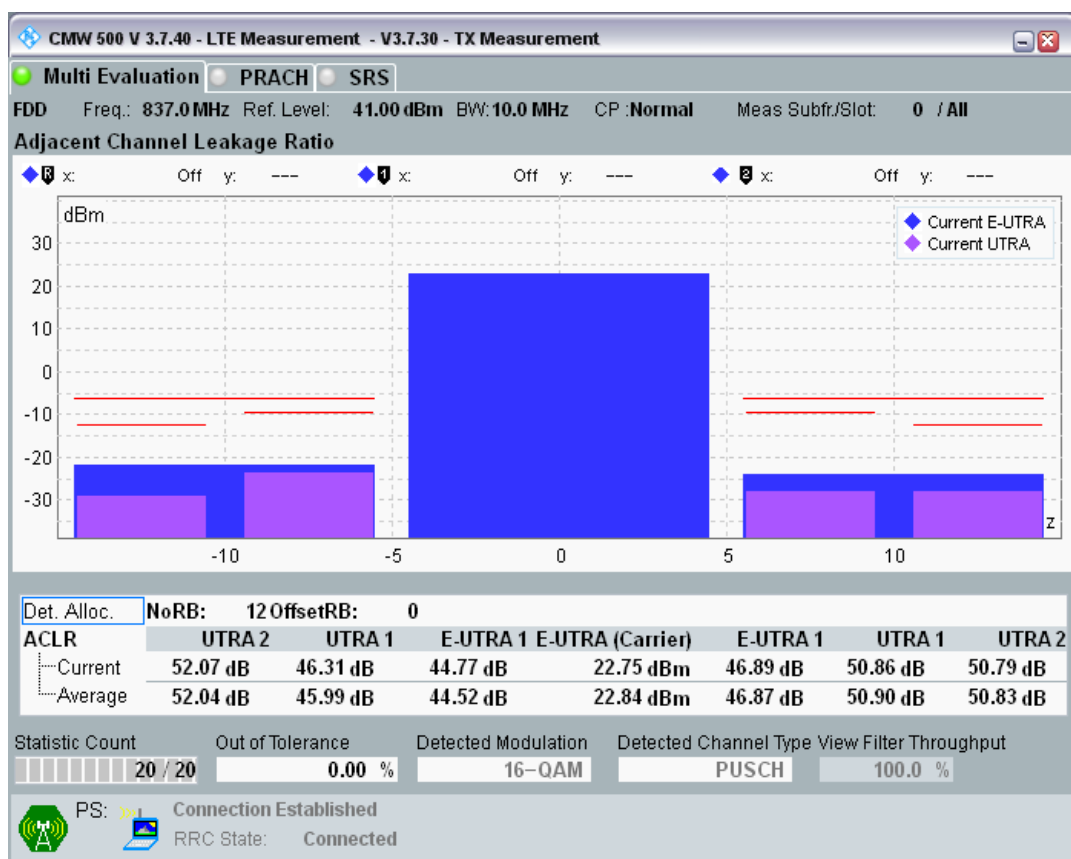 CMW 500 V 3.7.40 - LTE Measurement - V3.7.30 - TX Measurement
Multi Evaluation PRACH SRS
FDD Freq.: 837.0 MHz Ref. Level: 41.00 dBm BW: 10.0 MHz CP :Normal Meas Subfr./Slot: 0 / All
Adjacent Channel Leakage Ratio
R x: Off y: --- 1 x: Off y: --- 2 x: Off y: ---
dBm
Current E-UTRA
Current UTRA
30
20
10
0
-10
-20
-30
z
-10 -5 0 5 10
Det. Alloc. NoRB: 12 OffsetRB: 0
ACLR UTRA 2 UTRA 1 E-UTRA 1 E-UTRA (Carrier) E-UTRA 1 UTRA 1 UTRA 2
Current 52.07 dB 46.31 dB 44.77 dB 22.75 dBm 46.89 dB 50.86 dB 50.79 dB
Average 52.04 dB 45.99 dB 44.52 dB 22.84 dBm 46.87 dB 50.90 dB 50.83 dB
Statistic Count Out of Tolerance Detected Modulation Detected Channel Type View Filter Throughput
20 / 20 0.00 % 16-QAM PUSCH 100.0 %
PS: Connection Established
RRC State: Connected